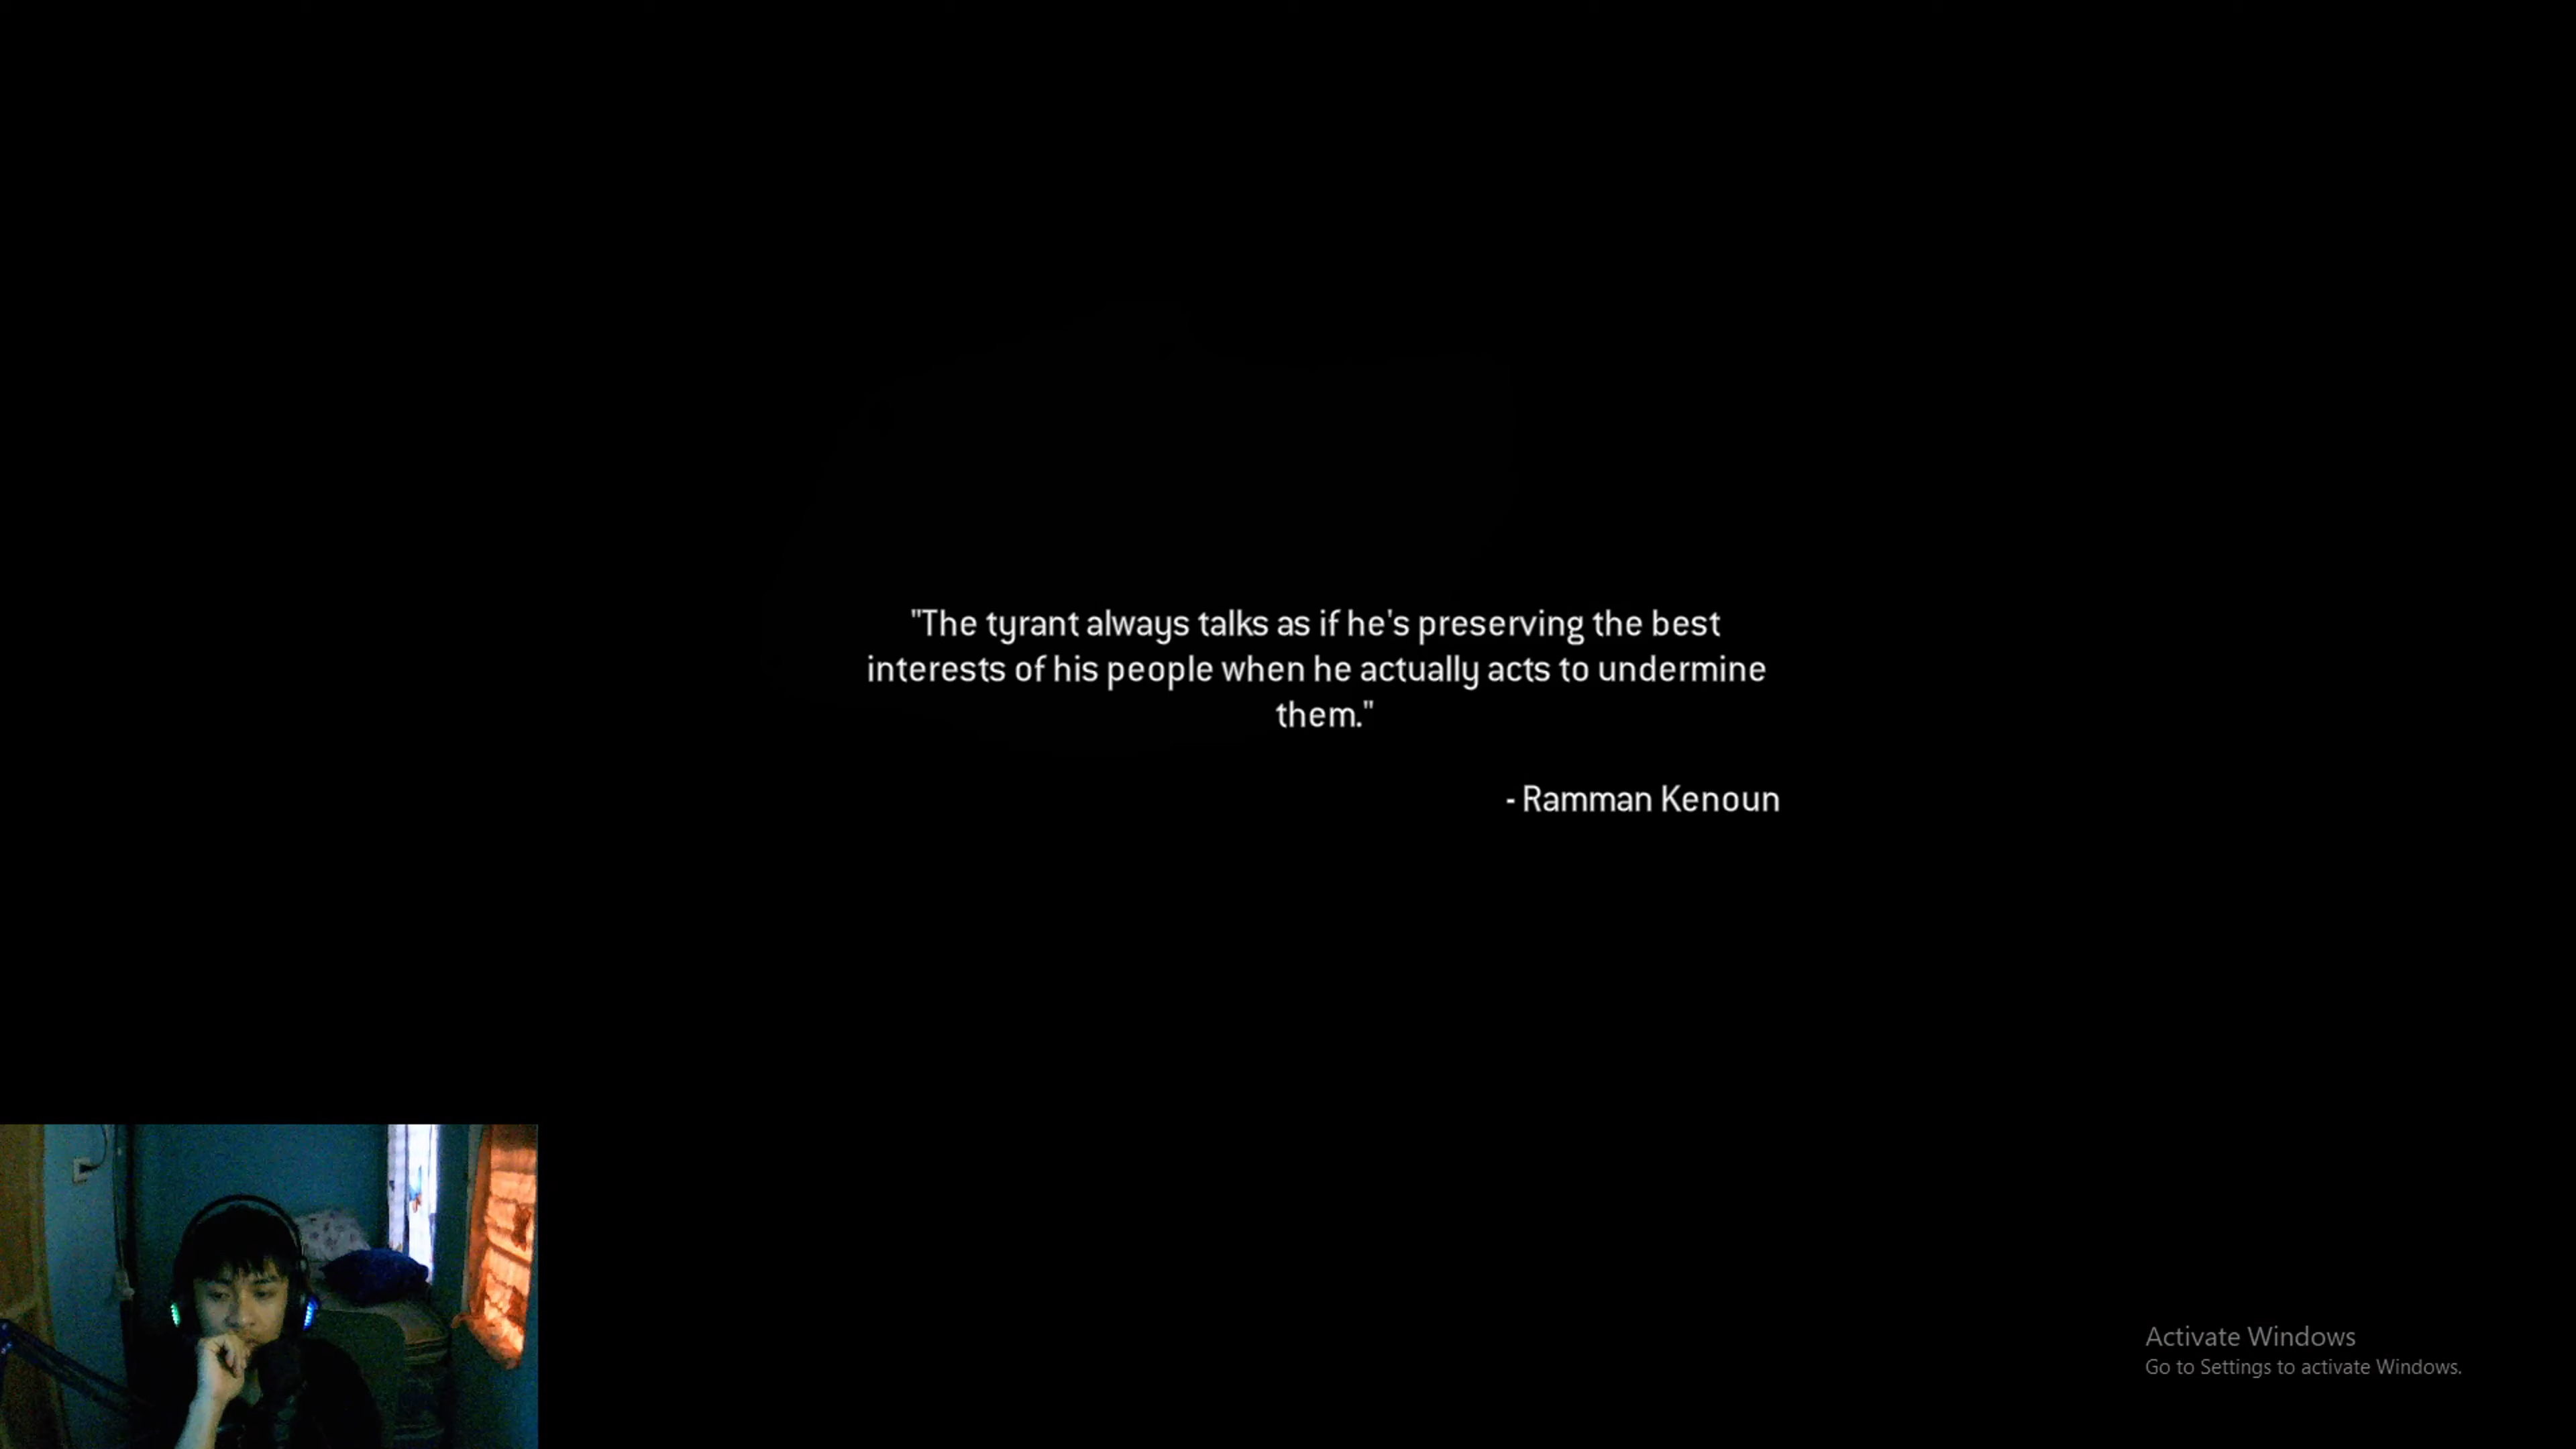 "The tyrant always talks as if he's preserving the best
interests of his people when he actually acts to undermine
them."
- Ramman Kenoun
Activate Windows
Go to Settings to activate Windows.